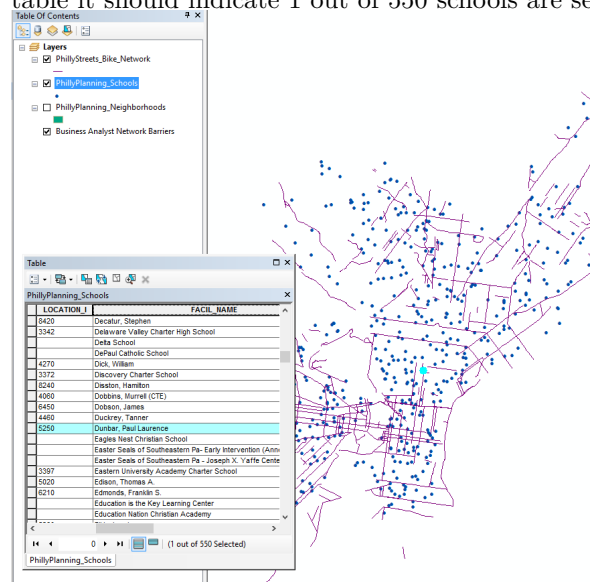 table it should indicate 1 out of 550 schools are se
Table Of Contents
Layers
PhillyStreets_Bike_Network
PhillyPlanning_Schools
PhillyPlanning_Neighborhoods
Business Analyst Network Barriers
Table
PhillyPlanning_Schools
LOCATION_I FACIL_NAME
8420 Decatur, Stephen
3342 Delaware Valley Charter High School
Delta School
DePaul Catholic School
4270 Dick, William
3372 Discovery Charter School
8240 Disston, Hamilton
4060 Dobbins, Murrell (CTE)
6450 Dobson, James
4460 Duckrey, Tanner
5250 Dunbar, Paul Laurence
Eagles Nest Christian School
Easter Seals of Southeastern Pa- Early Intervention (Anne
Easter Seals of Southeastern Pa - Joseph X. Yaffe Cente
3397 Eastern University Academy Charter School
5020 Edison, Thomas A.
6210 Edmonds, Franklin S.
Education is the Key Learning Center
Education Nation Christian Academy
0 (1 out of 550 Selected)
PhillyPlanning_Schools